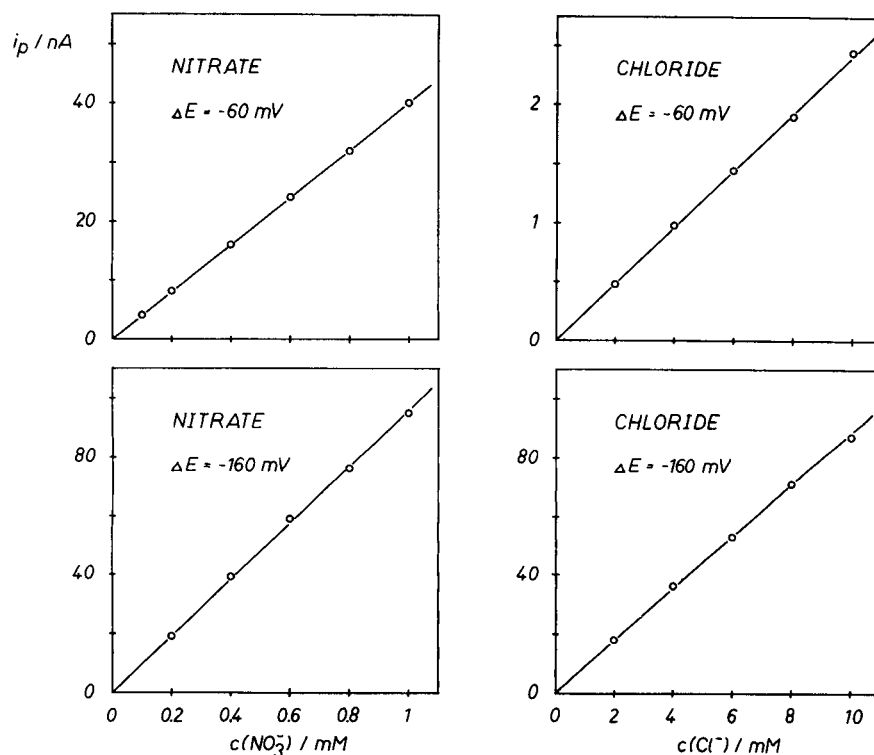 i_p / nA
NITRATE
ΔE = -60 mV
40
20
0
CHLORIDE
ΔE = -60 mV
2
1
0
NITRATE
ΔE = -160 mV
80
40
0
0 0.2 0.4 0.6 0.8 1
c(NO₃⁻) / mM
CHLORIDE
ΔE = -160 mV
80
40
0
0 2 4 6 8 10
c(Cl⁻) / mM